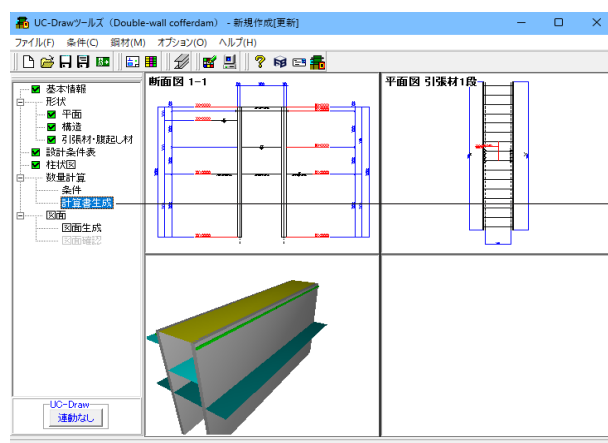 UC-Drawツールズ（Double-wall cofferdam） - 新規作成[更新]
ファイル(F) 条件(C) 鋼材(M) オプション(O) ヘルプ(H)
基本情報
形状
平面
構造
引張材・腹起し材
設計条件表
柱状図
数量計算
条件
計算書生成
図面
図面生成
図面確認
UC-Draw
連動なし
断面図 1-1
平面図 引張材1段